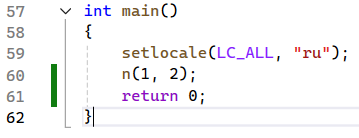 57 int main()
58 {
59 setlocale(LC_ALL, "ru");
60 n(1, 2);
61 return 0;
62 }